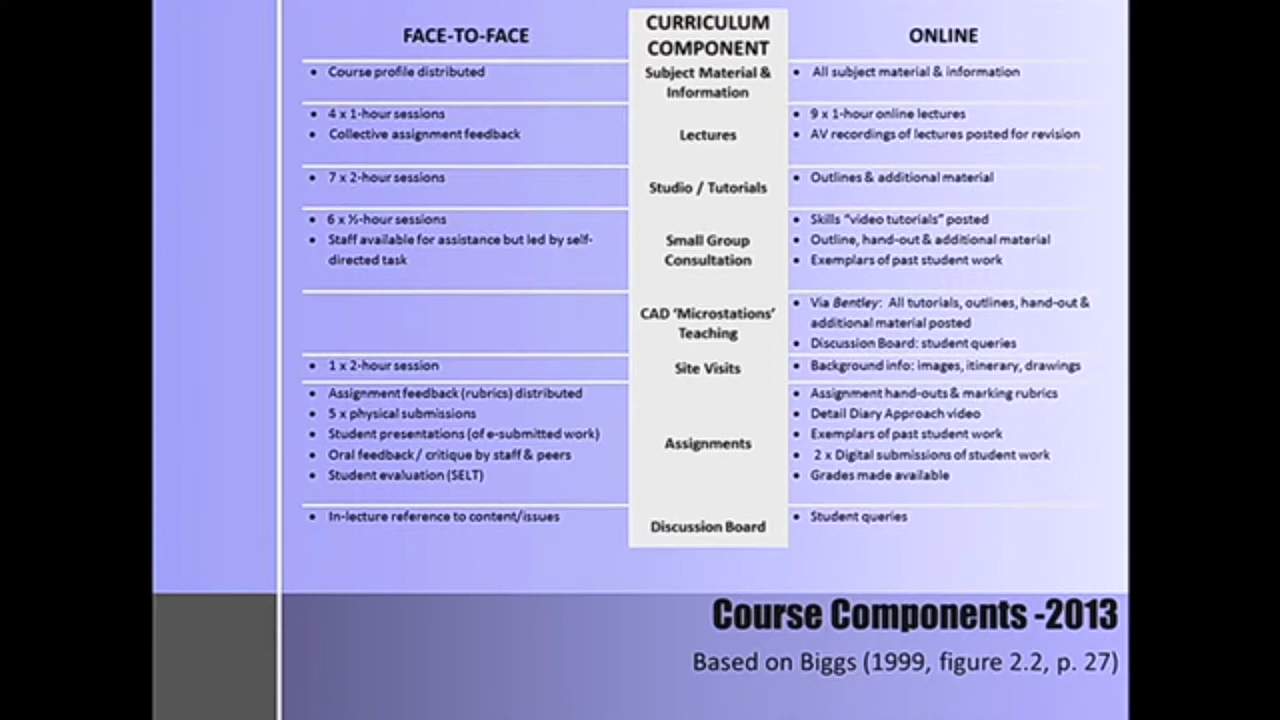 FACE-TO-FACE
CURRICULUM
COMPONENT
ONLINE
• Course profile distributed
Subject Material &
Information
• All subject material & information
• 4 x 1-hour sessions
• Collective assignment feedback
Lectures
• 9 x 1-hour online lectures
• AV recordings of lectures posted for revision
• 7 x 2-hour sessions
Studio / Tutorials
• Outlines & additional material
• 6 x ½-hour sessions
• Staff available for assistance but led by self-
directed task
Small Group
Consultation
• Skills "video tutorials" posted
• Outline, hand-out & additional material
• Exemplars of past student work
CAD 'Microstations'
Teaching
• Via Bentley: All tutorials, outlines, hand-out &
additional material posted
• Discussion Board: student queries
• 1 x 2-hour session
Site Visits
• Background info: images, itinerary, drawings
• Assignment feedback (rubrics) distributed
• 5 x physical submissions
• Student presentations (of e-submitted work)
• Oral feedback / critique by staff & peers
• Student evaluation (SELT)
Assignments
• Assignment hand-outs & marking rubrics
• Detail Diary Approach video
• Exemplars of past student work
• 2 x Digital submissions of student work
• Grades made available
• In-lecture reference to content/issues
Discussion Board
• Student queries
Course Components -2013
Based on Biggs (1999, figure 2.2, p. 27)